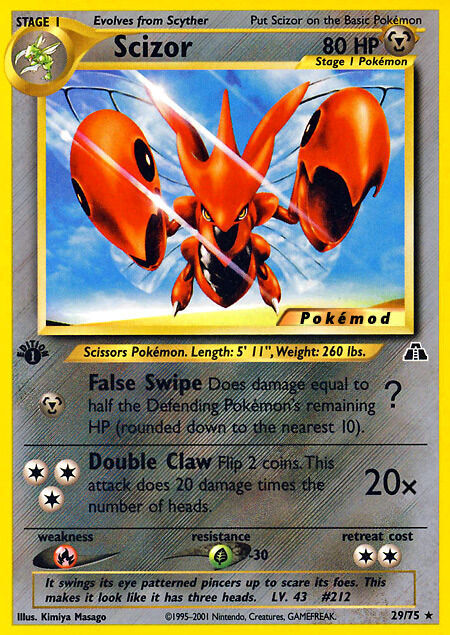 STAGE 1 Evolves from Scyther Put Scizor on the Basic Pokémon
Scizor 80 HP
Stage 1 Pokémon
Pokémod
EDITION
1
Scissors Pokémon. Length: 5' 11", Weight: 260 lbs.
False Swipe Does damage equal to
half the Defending Pokémon's remaining
HP (rounded down to the nearest 10).
?
Double Claw Flip 2 coins. This
attack does 20 damage times the
number of heads.
20×
weakness resistance retreat cost
-30
It swings its eye patterned pincers up to scare its foes. This
makes it look like it has three heads. LV. 43 #212
Illus. Kimiya Masago ©1995-2001 Nintendo, Creatures, GAMEFREAK. 29/75 ★